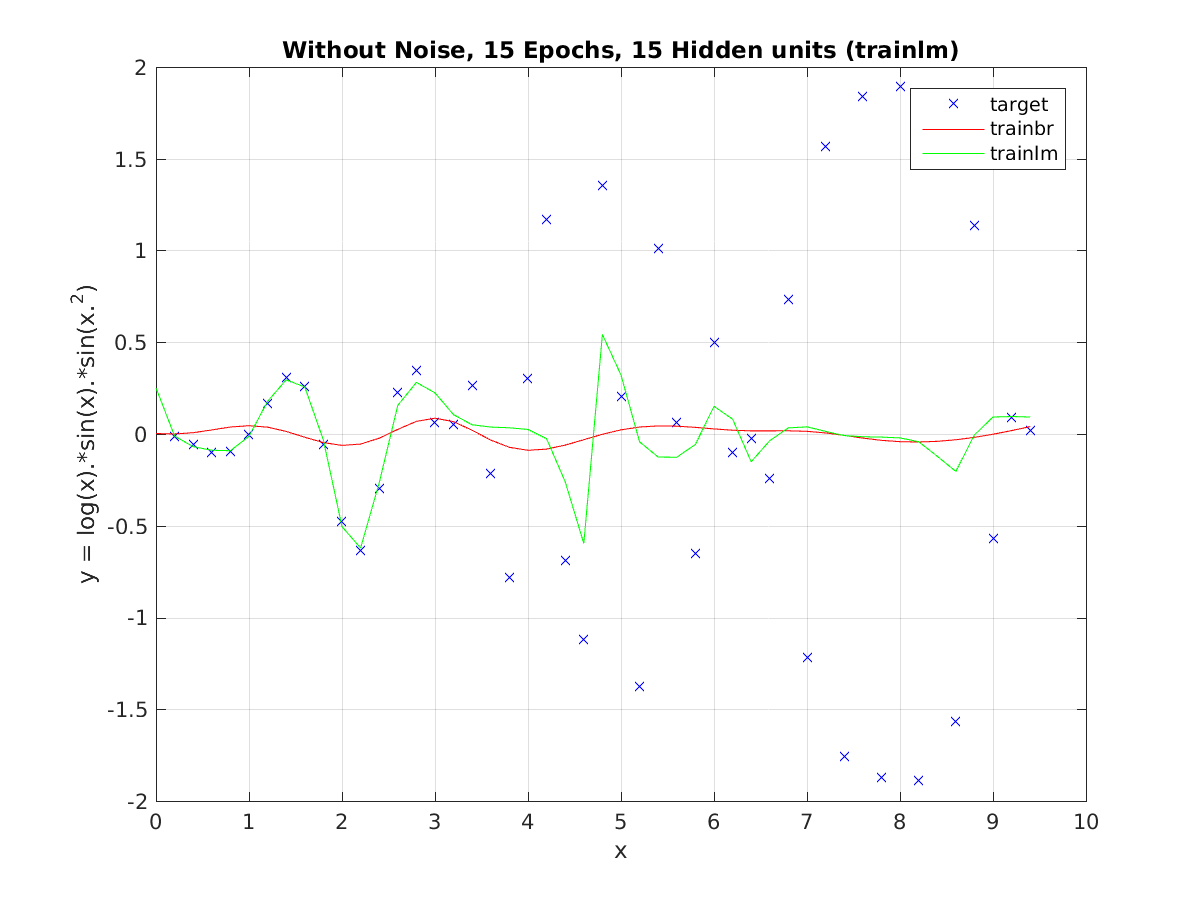 Without Noise, 15 Epochs, 15 Hidden units (trainlm)
target
trainbr
trainlm
2
1.5
1
0.5
0
-0.5
-1
-1.5
-2
y = log(x).*sin(x).*sin(x.²)
0 1 2 3 4 5 6 7 8 9 10
x